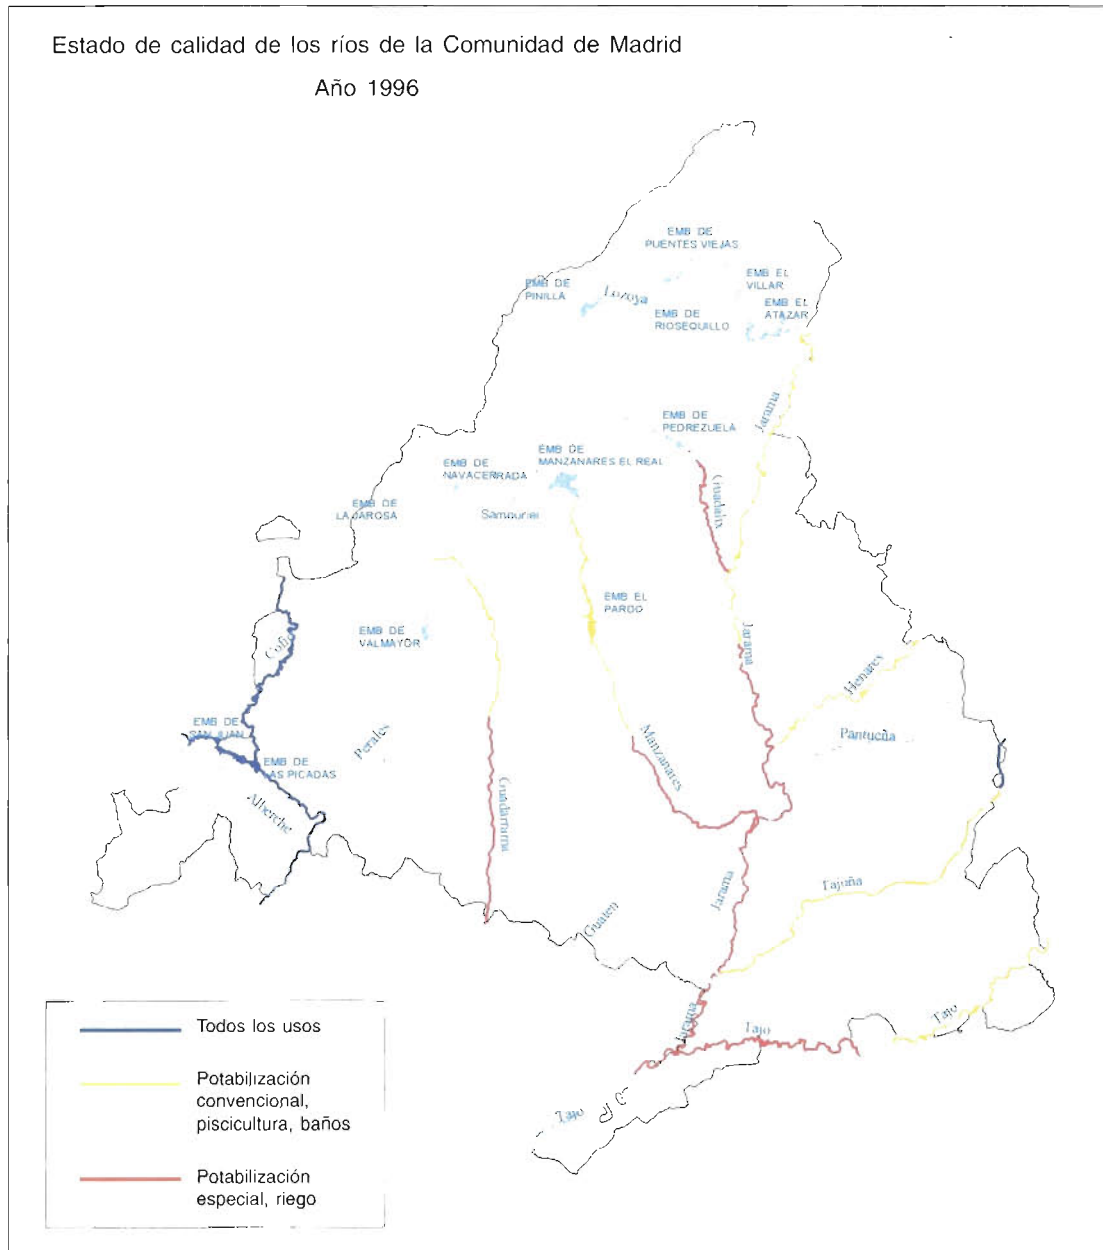 Estado de calidad de los ríos de la Comunidad de Madrid
Año 1996
EMB DE
PUENTES VIEJAS
EMB EL
VILLAR
EMB DE
PINILLA
Lozoya
EMB EL
ATAZAR
EMB DE
RIOSEQUILLO
Jarama
EMB DE
PEDREZUELA
EMB DE
MANZANARES EL REAL
EMB DE
NAVACERRADA
Guadalix
EMB DE
LA JAROSA
EMB EL
PARDO
EMB DE
VALMAYOR
Cofio
Jarama
Henares
EMB DE
SAN JUAN
Perales
Manzanares
Pantueña
EMB DE
LAS PICADAS
Alberche
Guadarrama
Jarama
Tajuña
Guaten
Jarama
Tajo
Tajo
Tajo
Todos los usos
Potabilización
convencional,
piscicultura, baños
Potabilización
especial, riego